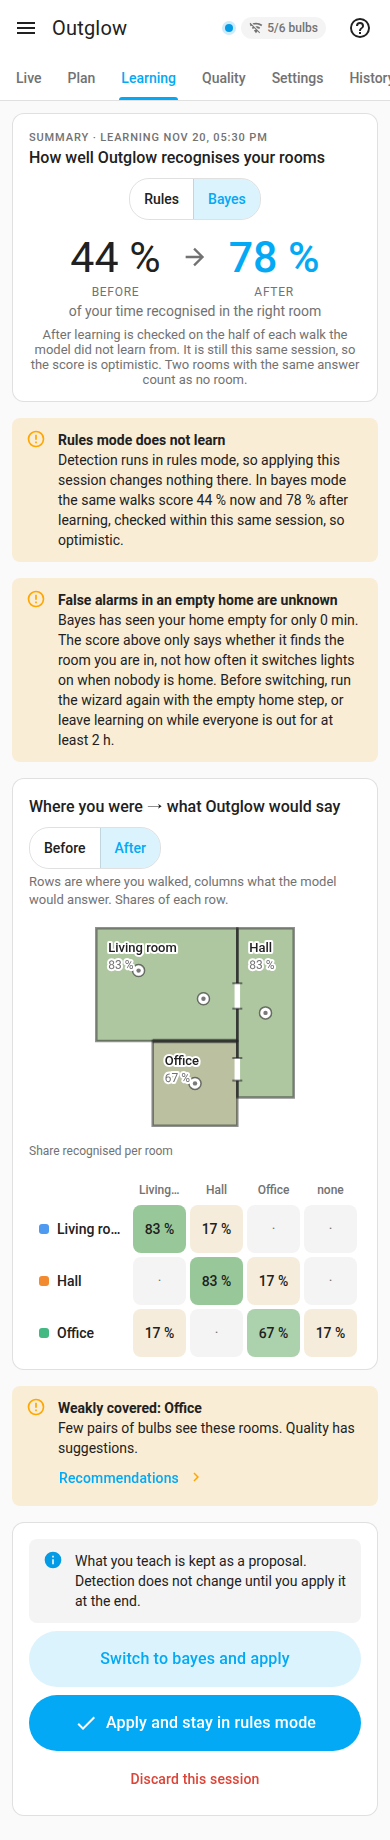 Outglow
5/6 bulbs
Live Plan Learning Quality Settings History
SUMMARY · LEARNING NOV 20, 05:30 PM
How well Outglow recognises your rooms
Rules Bayes
44 % → 78 %
BEFORE AFTER
of your time recognised in the right room
After learning is checked on the half of each walk the
model did not learn from. It is still this same session, so
the score is optimistic. Two rooms with the same answer
count as no room.
Rules mode does not learn
Detection runs in rules mode, so applying this
session changes nothing there. In bayes mode
the same walks score 44 % now and 78 % after
learning, checked within this same session, so
optimistic.
False alarms in an empty home are unknown
Bayes has seen your home empty for only 0 min.
The score above only says whether it finds the
room you are in, not how often it switches lights
on when nobody is home. Before switching, run
the wizard again with the empty home step, or
leave learning on while everyone is out for at
least 2 h.
Where you were → what Outglow would say
Before After
Rows are where you walked, columns what the model
would answer. Shares of each row.
Living room Hall
83 % 83 %
Office
67 %
Share recognised per room
Living... Hall Office none
Living ro... 83 % 17 % · ·
Hall · 83 % 17 % ·
Office 17 % · 67 % 17 %
Weakly covered: Office
Few pairs of bulbs see these rooms. Quality has
suggestions.
Recommendations
What you teach is kept as a proposal.
Detection does not change until you apply it
at the end.
Switch to bayes and apply
Apply and stay in rules mode
Discard this session